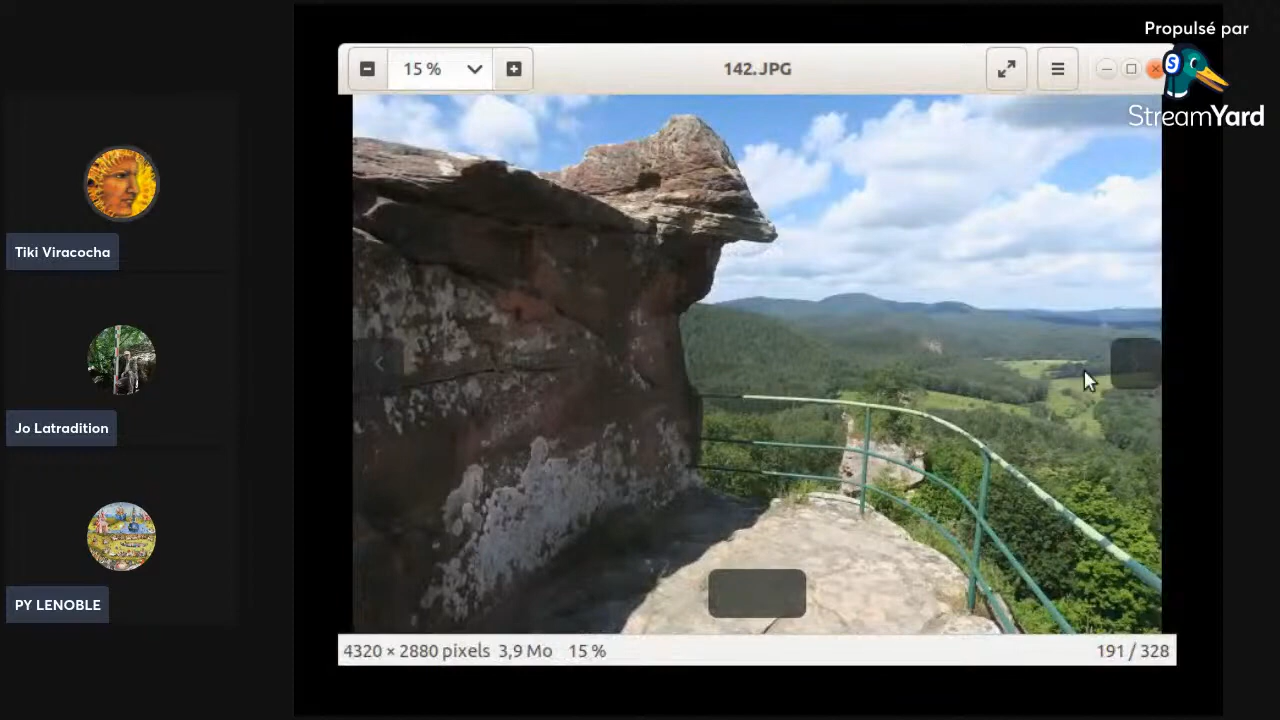 Propulsé par
StreamYard
15 %
142.JPG
Tiki Viracocha
Jo Latradition
PY LENOBLE
4320 × 2880 pixels 3,9 Mo 15 %
191 / 328